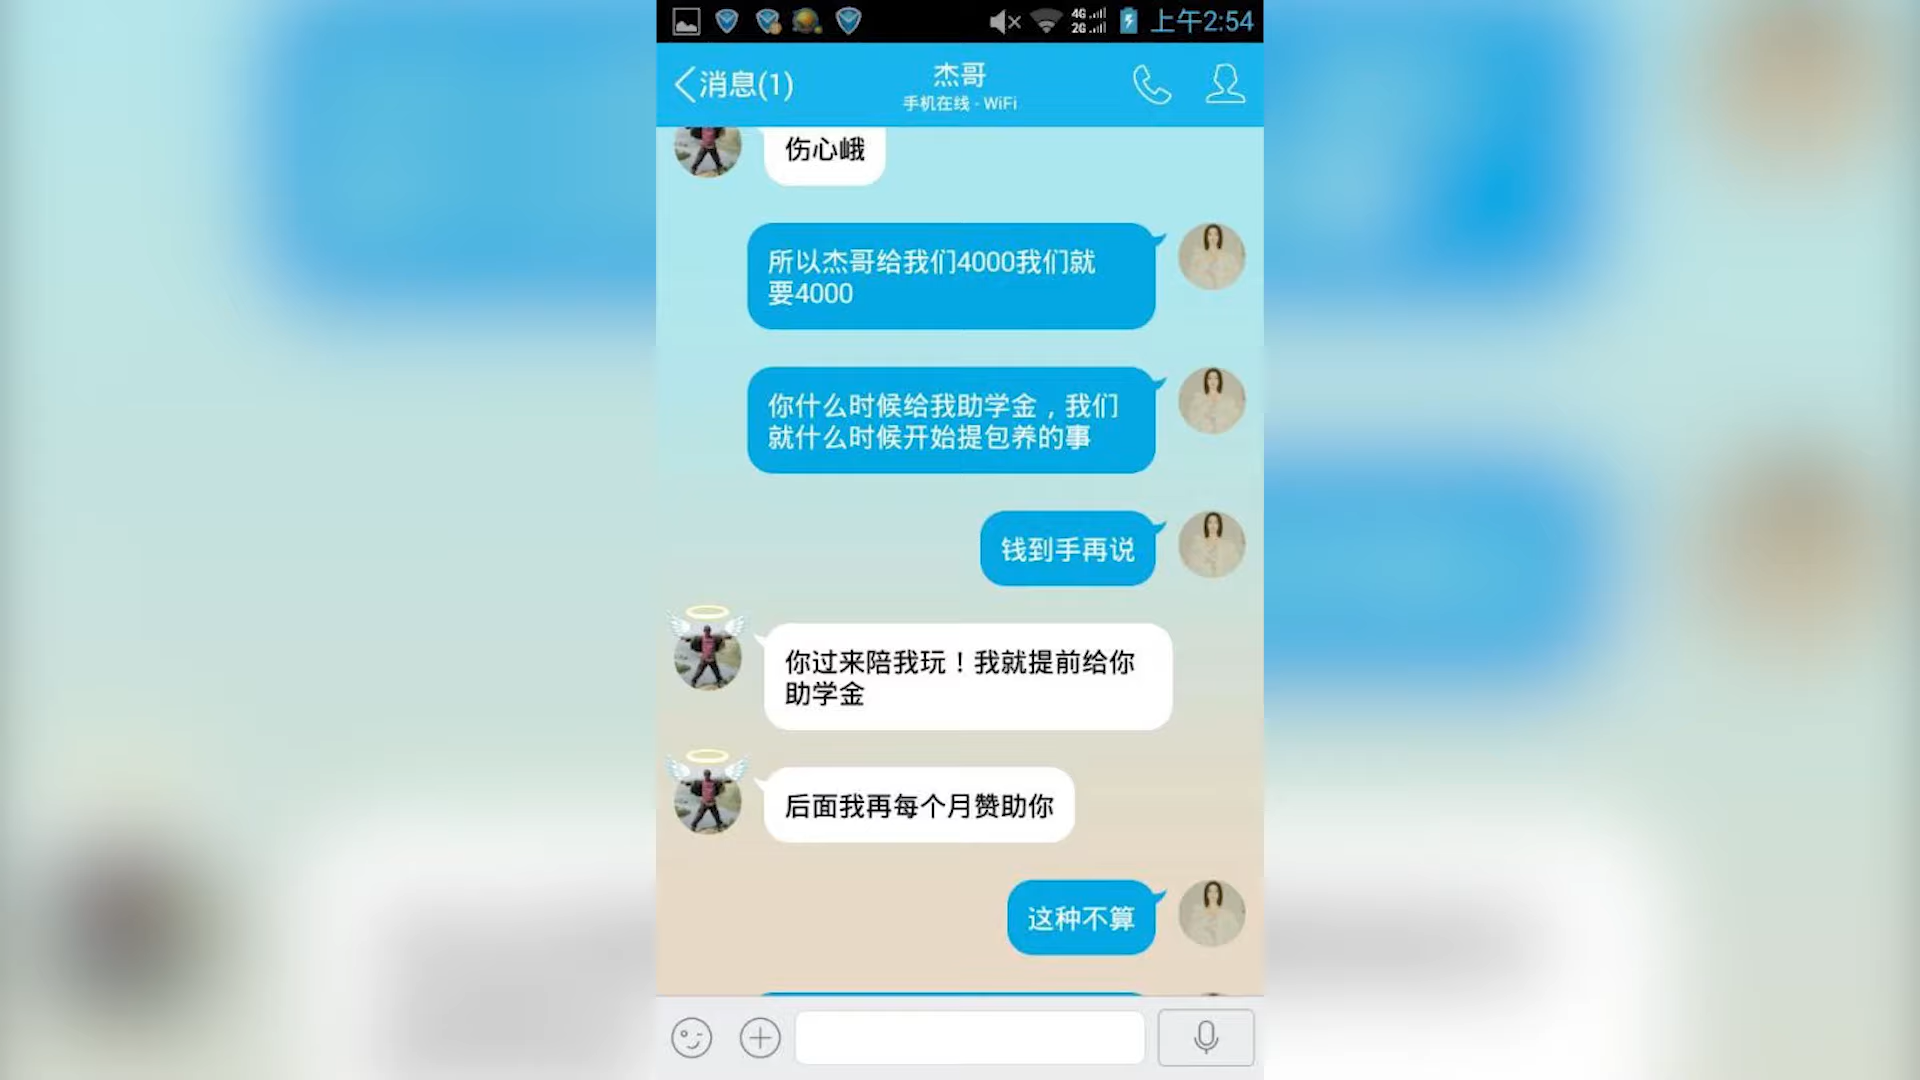 4G
2G
上午2:54
消息(1)
杰哥
手机在线 - WiFi
伤心峨
所以杰哥给我们4000我们就
要4000
你什么时候给我助学金，我们
就什么时候开始提包养的事
钱到手再说
你过来陪我玩！我就提前给你
助学金
后面我再每个月赞助你
这种不算